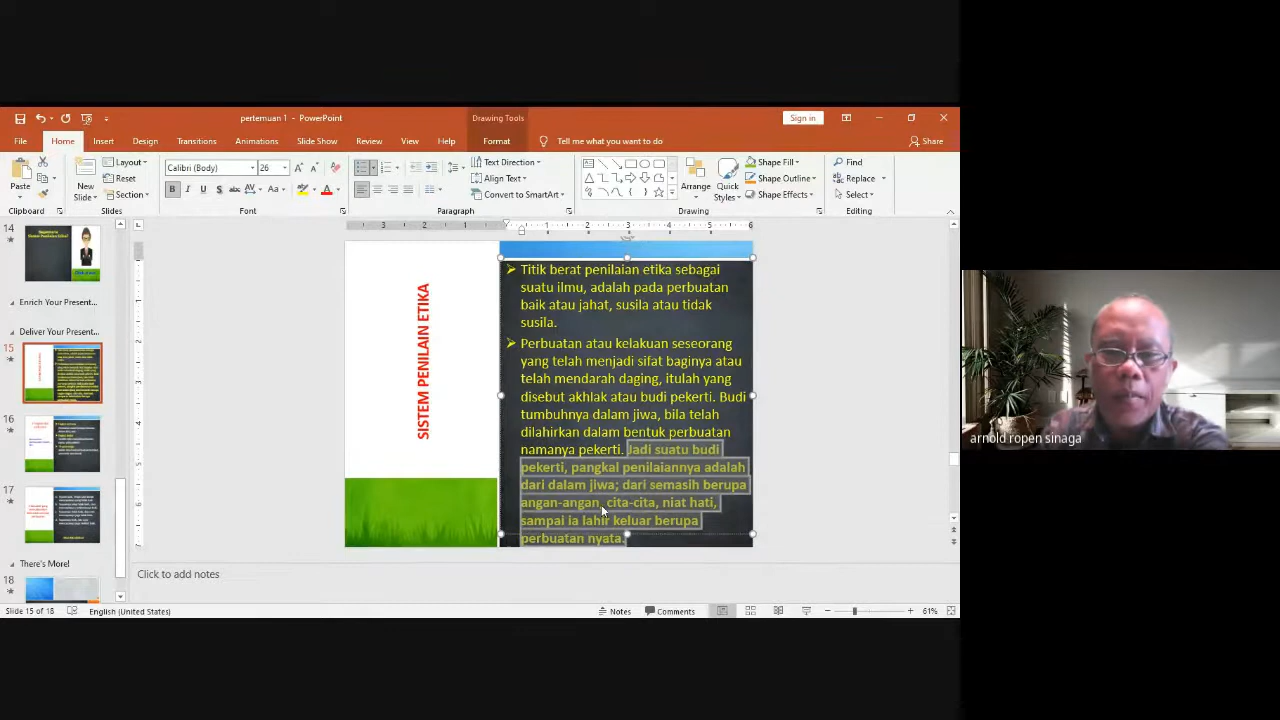 pertemuan 1 - PowerPoint
Drawing Tools
Sign in
File
Home
Insert
Design
Transitions
Animations
Slide Show
Review
View
Help
Format
Tell me what you want to do
Share
Paste
Clipboard
New
Slide
Layout
Reset
Section
Slides
Calibri (Body)
26
Font
Text Direction
Align Text
Convert to SmartArt
Paragraph
Arrange
Quick
Styles
Shape Fill
Shape Outline
Shape Effects
Drawing
Find
Replace
Select
Editing
14
Enrich Your Present...
Deliver Your Present...
15
16
17
There's More!
18
SISTEM PENILAIN ETIKA
Titik berat penilaian etika sebagai
suatu ilmu, adalah pada perbuatan
baik atau jahat, susila atau tidak
susila.
Perbuatan atau kelakuan seseorang
yang telah menjadi sifat baginya atau
telah mendarah daging, itulah yang
disebut akhlak atau budi pekerti. Budi
tumbuhnya dalam jiwa, bila telah
dilahirkan dalam bentuk perbuatan
namanya pekerti. Jadi suatu budi
pekerti, pangkal penilaiannya adalah
dari dalam jiwa; dari semasih berupa
angan-angan, cita-cita, niat hati,
sampai ia lahir keluar berupa
perbuatan nyata.
Click to add notes
Slide 15 of 18
English (United States)
Notes
Comments
61%
arnold ropen sinaga